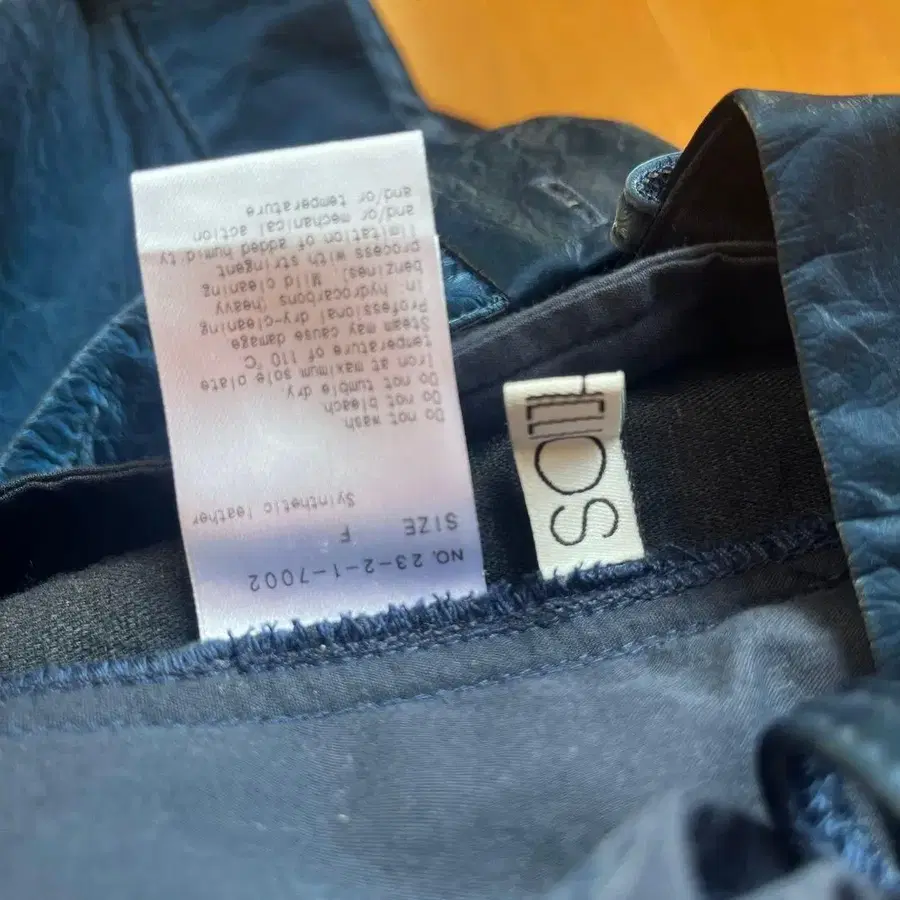 NO. 23-2-1-7002
SIZE
F
Syinthetic leather
Do not wash.
Do not bleach.
Do not tumble dry.
Iron at maximum sole plate
temperature of 110 °C
Steam may cause damage
Professional dry-cleaning
in: hydrocarbons (heavy
benzines). Mild cleaning
process with stringent
limitation of added humidity
and/or mechanical action
and/or temperature